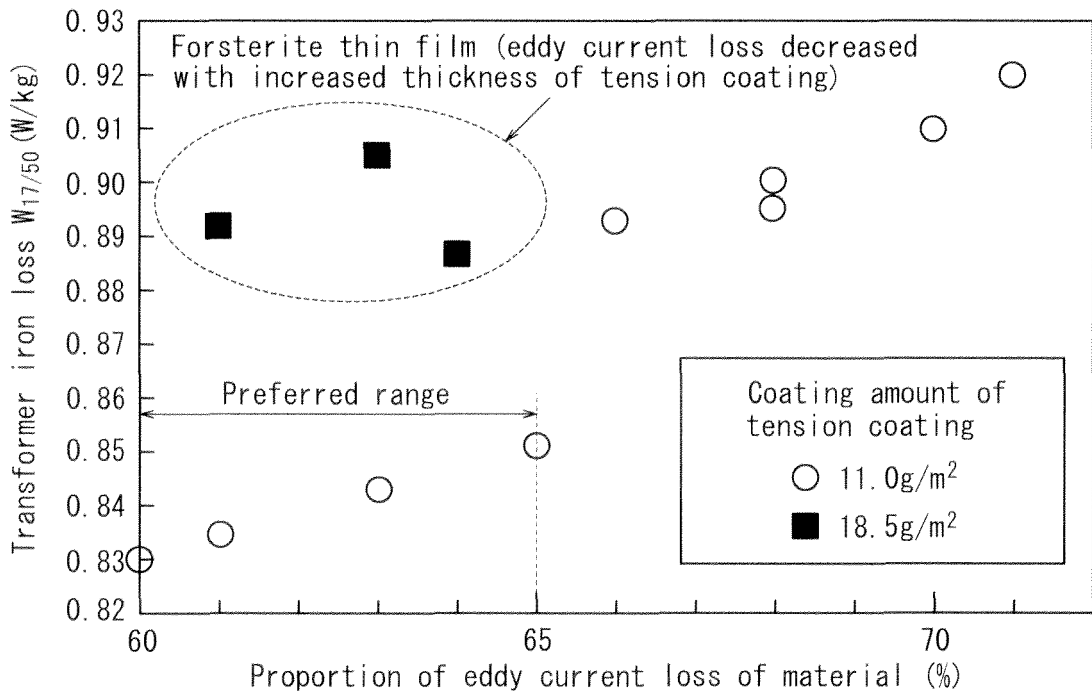 Transformer iron loss W17/50 (W/kg)
0.93
0.92
0.91
0.90
0.89
0.88
0.87
0.86
0.85
0.84
0.83
0.82
Forsterite thin film (eddy current loss decreased
with increased thickness of tension coating)
Preferred range
Coating amount of
tension coating
11.0g/m²
18.5g/m²
60
65
70
Proportion of eddy current loss of material (%)